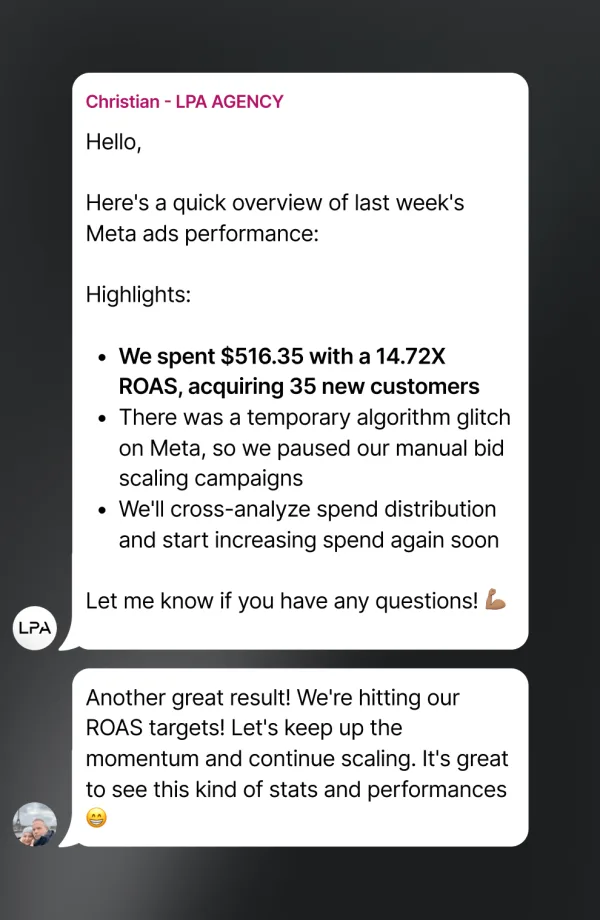 Christian - LPA AGENCY
Hello,
Here's a quick overview of last week's
Meta ads performance:
Highlights:
• We spent $516.35 with a 14.72X
ROAS, acquiring 35 new customers
• There was a temporary algorithm glitch
on Meta, so we paused our manual bid
scaling campaigns
• We'll cross-analyze spend distribution
and start increasing spend again soon
Let me know if you have any questions! 💪🏽
LPA
Another great result! We're hitting our
ROAS targets! Let's keep up the
momentum and continue scaling. It's great
to see this kind of stats and performances
😁